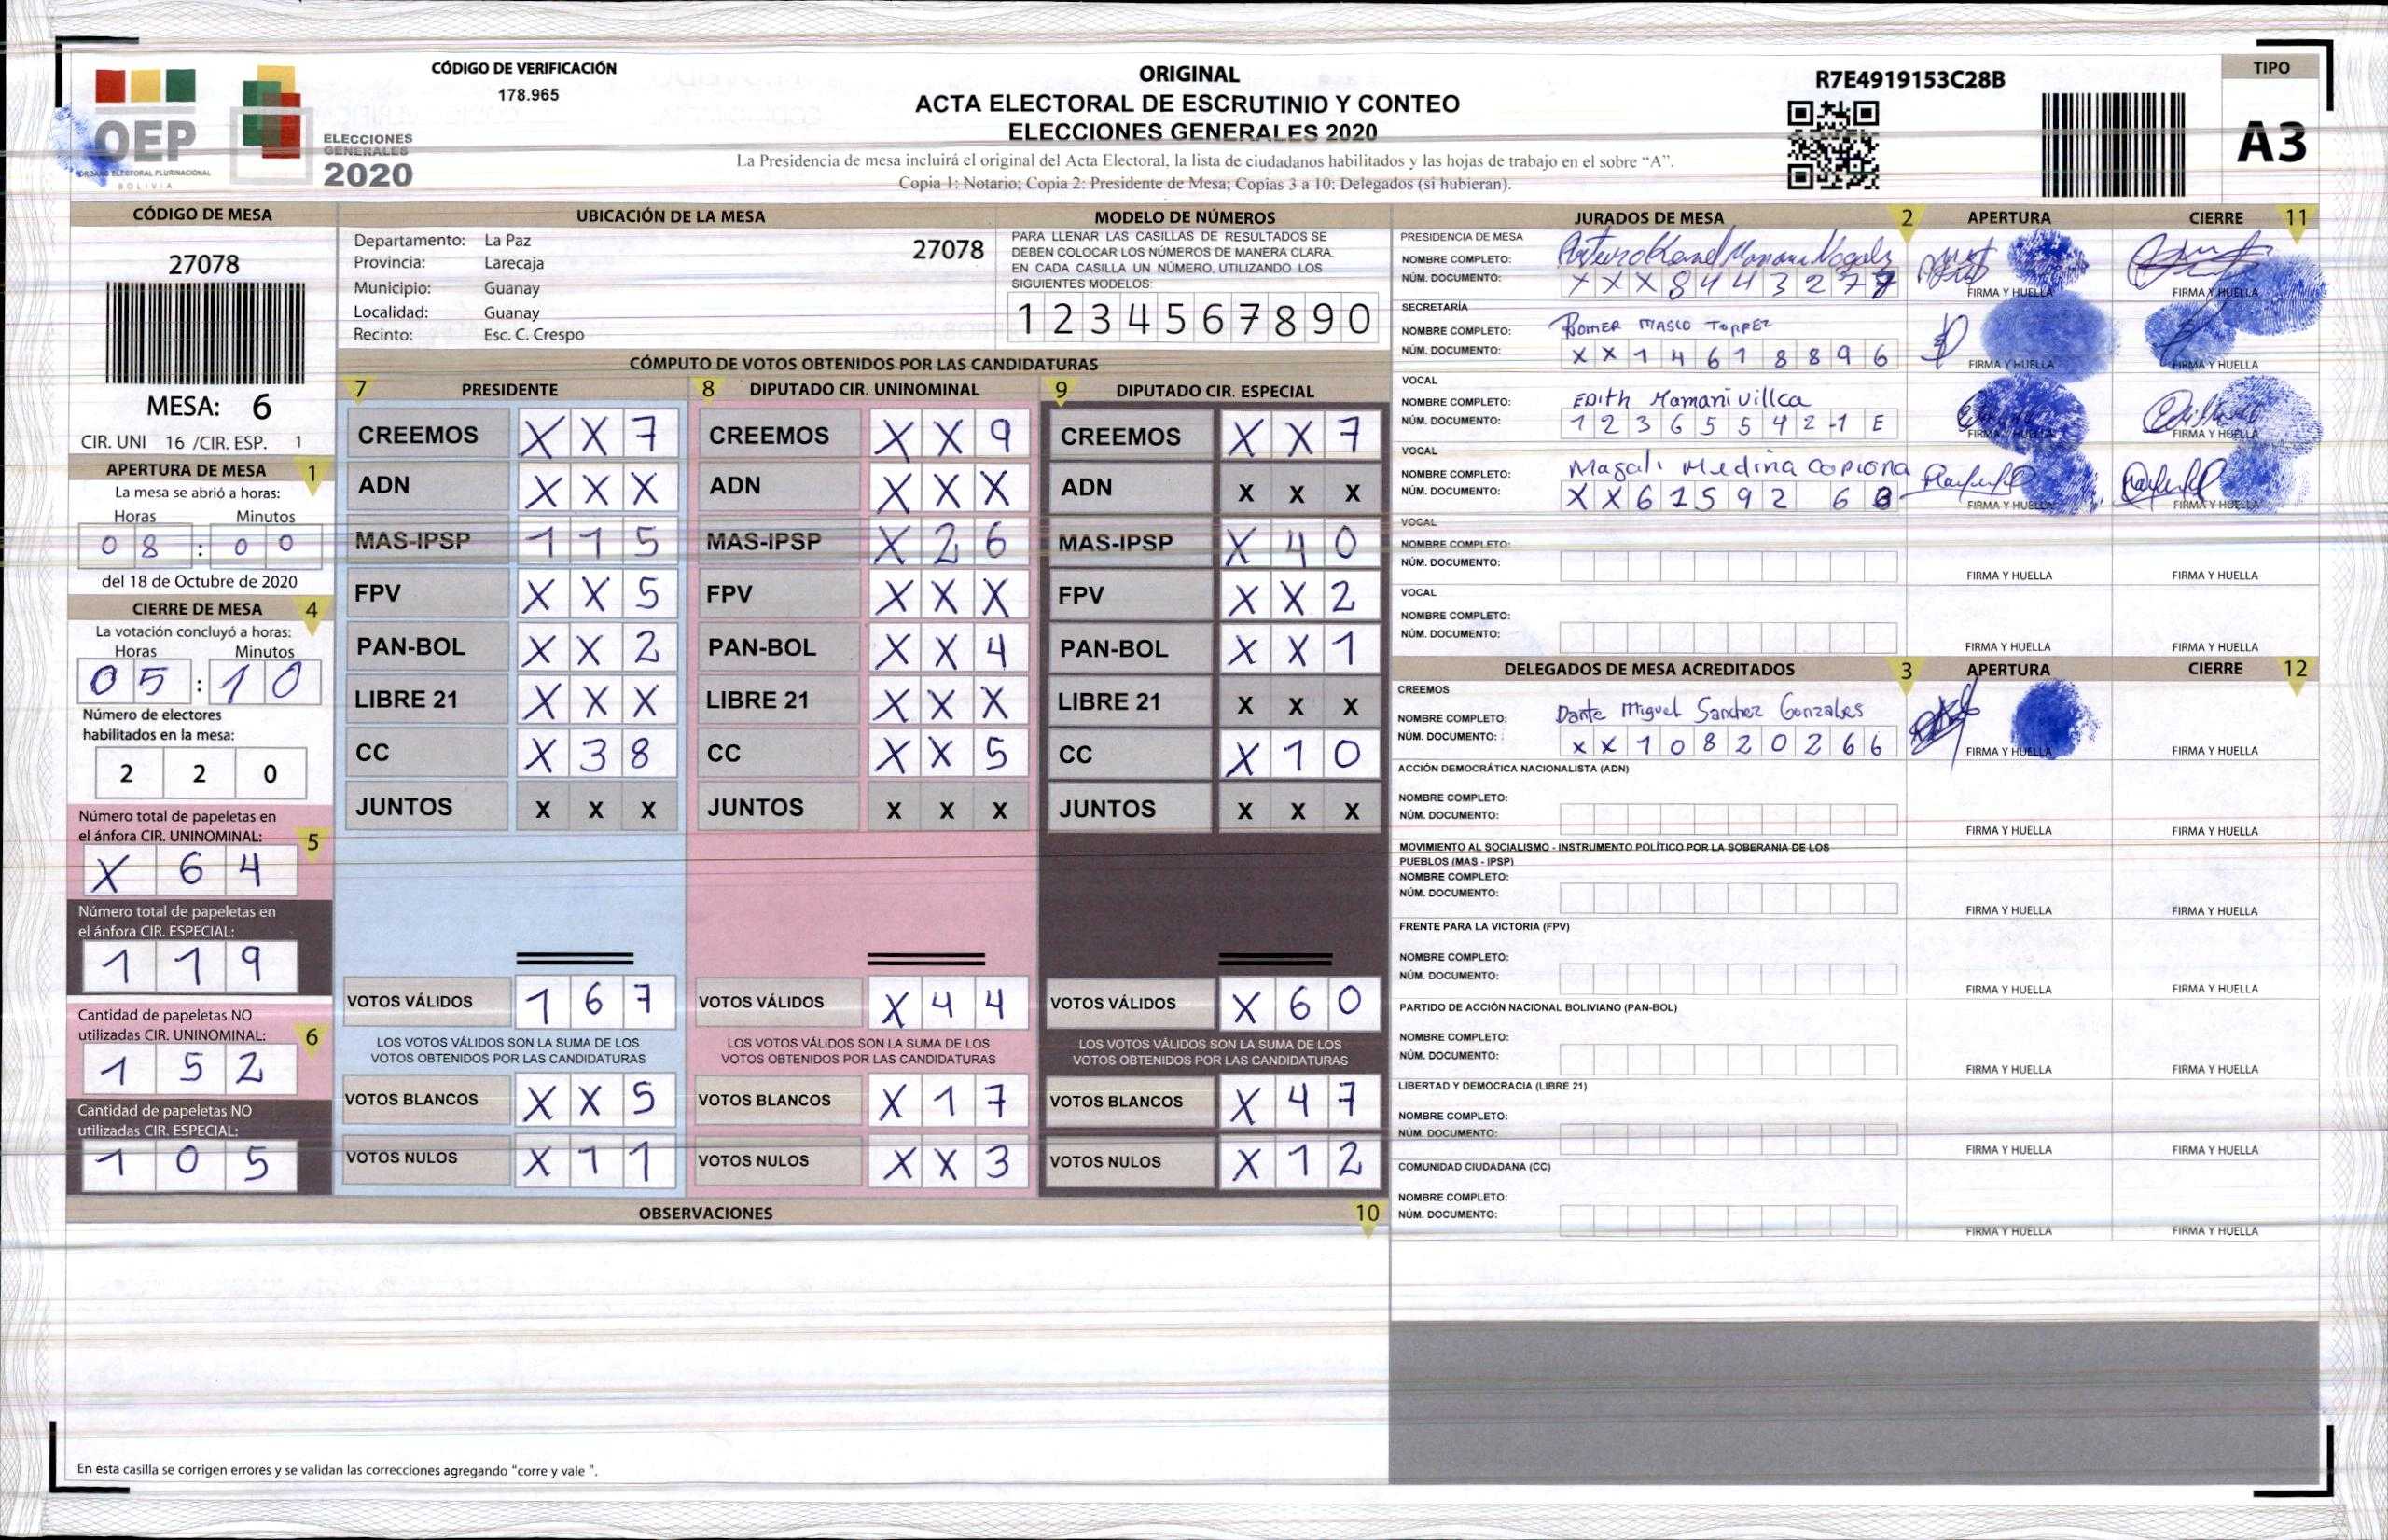 CÓDIGO DE VERIFICACIÓN
178.965
OEP
ÓRGANO ELECTORAL PLURINACIONAL
BOLIVIA
ELECCIONES
GENERALES
2020
ORIGINAL
ACTA ELECTORAL DE ESCRUTINIO Y CONTEO
ELECCIONES GENERALES 2020
La Presidencia de mesa incluirá el original del Acta Electoral, la lista de ciudadanos habilitados y las hojas de trabajo en el sobre “A”.
Copia 1: Notario; Copia 2: Presidente de Mesa; Copias 3 a 10: Delegados (si hubieran).
R7E4919153C28B
TIPO
A3
CÓDIGO DE MESA
27078
MESA: 6
CIR. UNI 16 /CIR. ESP. 1
APERTURA DE MESA 1
La mesa se abrió a horas:
Horas Minutos
08 : 00
del 18 de Octubre de 2020
CIERRE DE MESA 4
La votación concluyó a horas:
Horas Minutos
05 : 10
Número de electores
habilitados en la mesa:
2 2 0
Número total de papeletas en
el ánfora CIR. UNINOMINAL: 5
X 6 4
Número total de papeletas en
el ánfora CIR. ESPECIAL:
1 1 9
Cantidad de papeletas NO
utilizadas CIR. UNINOMINAL: 6
1 5 2
Cantidad de papeletas NO
utilizadas CIR. ESPECIAL:
1 0 5
UBICACIÓN DE LA MESA
Departamento: La Paz 27078
Provincia: Larecaja
Municipio: Guanay
Localidad: Guanay
Recinto: Esc. C. Crespo
MODELO DE NÚMEROS
PARA LLENAR LAS CASILLAS DE RESULTADOS SE
DEBEN COLOCAR LOS NÚMEROS DE MANERA CLARA.
EN CADA CASILLA UN NÚMERO, UTILIZANDO LOS
SIGUIENTES MODELOS:
1 2 3 4 5 6 7 8 9 0
CÓMPUTO DE VOTOS OBTENIDOS POR LAS CANDIDATURAS
7 PRESIDENTE
CREEMOS X X 7
ADN X X X
MAS-IPSP 1 1 5
FPV X X 5
PAN-BOL X X 2
LIBRE 21 X X X
CC X 3 8
JUNTOS X X X
VOTOS VÁLIDOS 1 6 7
LOS VOTOS VÁLIDOS SON LA SUMA DE LOS
VOTOS OBTENIDOS POR LAS CANDIDATURAS
VOTOS BLANCOS X X 5
VOTOS NULOS X 1 1
8 DIPUTADO CIR. UNINOMINAL
CREEMOS X X 9
ADN X X X
MAS-IPSP X 2 6
FPV X X X
PAN-BOL X X 4
LIBRE 21 X X X
CC X X 5
JUNTOS X X X
VOTOS VÁLIDOS X 4 4
LOS VOTOS VÁLIDOS SON LA SUMA DE LOS
VOTOS OBTENIDOS POR LAS CANDIDATURAS
VOTOS BLANCOS X 1 7
VOTOS NULOS X X 3
9 DIPUTADO CIR. ESPECIAL
CREEMOS X X 7
ADN X X X
MAS-IPSP X 4 0
FPV X X 2
PAN-BOL X X 1
LIBRE 21 X X X
CC X 1 0
JUNTOS X X X
VOTOS VÁLIDOS X 6 0
LOS VOTOS VÁLIDOS SON LA SUMA DE LOS
VOTOS OBTENIDOS POR LAS CANDIDATURAS
VOTOS BLANCOS X 4 7
VOTOS NULOS X 1 2
OBSERVACIONES 10
En esta casilla se corrigen errores y se validan las correcciones agregando “corre y vale ”.
JURADOS DE MESA 2 APERTURA CIERRE 11
PRESIDENCIA DE MESA
NOMBRE COMPLETO: Mamani
NÚM. DOCUMENTO: X X X 8 4 4 3 2 7
FIRMA Y HUELLA FIRMA Y HUELLA
SECRETARÍA
NOMBRE COMPLETO: Romer Masco Torrez
NÚM. DOCUMENTO: X X 1 4 6 1 8 8 9 6
FIRMA Y HUELLA FIRMA Y HUELLA
VOCAL
NOMBRE COMPLETO: Edith Mamani Villca
NÚM. DOCUMENTO: 1 2 3 6 5 5 4 2 -1 E
FIRMA Y HUELLA FIRMA Y HUELLA
VOCAL
NOMBRE COMPLETO: Magali Medina Copiona
NÚM. DOCUMENTO: X X 6 1 5 9 2 6
FIRMA Y HUELLA FIRMA Y HUELLA
VOCAL
NOMBRE COMPLETO:
NÚM. DOCUMENTO:
FIRMA Y HUELLA FIRMA Y HUELLA
VOCAL
NOMBRE COMPLETO:
NÚM. DOCUMENTO:
FIRMA Y HUELLA FIRMA Y HUELLA
DELEGADOS DE MESA ACREDITADOS 3 APERTURA CIERRE 12
CREEMOS
NOMBRE COMPLETO: Dante Miguel Sanchez Gonzales
NÚM. DOCUMENTO: X X 1 0 8 2 0 2 6 6
FIRMA Y HUELLA FIRMA Y HUELLA
ACCIÓN DEMOCRÁTICA NACIONALISTA (ADN)
NOMBRE COMPLETO:
NÚM. DOCUMENTO:
FIRMA Y HUELLA FIRMA Y HUELLA
MOVIMIENTO AL SOCIALISMO - INSTRUMENTO POLÍTICO POR LA SOBERANIA DE LOS
PUEBLOS (MAS - IPSP)
NOMBRE COMPLETO:
NÚM. DOCUMENTO:
FIRMA Y HUELLA FIRMA Y HUELLA
FRENTE PARA LA VICTORIA (FPV)
NOMBRE COMPLETO:
NÚM. DOCUMENTO:
FIRMA Y HUELLA FIRMA Y HUELLA
PARTIDO DE ACCIÓN NACIONAL BOLIVIANO (PAN-BOL)
NOMBRE COMPLETO:
NÚM. DOCUMENTO:
FIRMA Y HUELLA FIRMA Y HUELLA
LIBERTAD Y DEMOCRACIA (LIBRE 21)
NOMBRE COMPLETO:
NÚM. DOCUMENTO:
FIRMA Y HUELLA FIRMA Y HUELLA
COMUNIDAD CIUDADANA (CC)
NOMBRE COMPLETO:
NÚM. DOCUMENTO:
FIRMA Y HUELLA FIRMA Y HUELLA